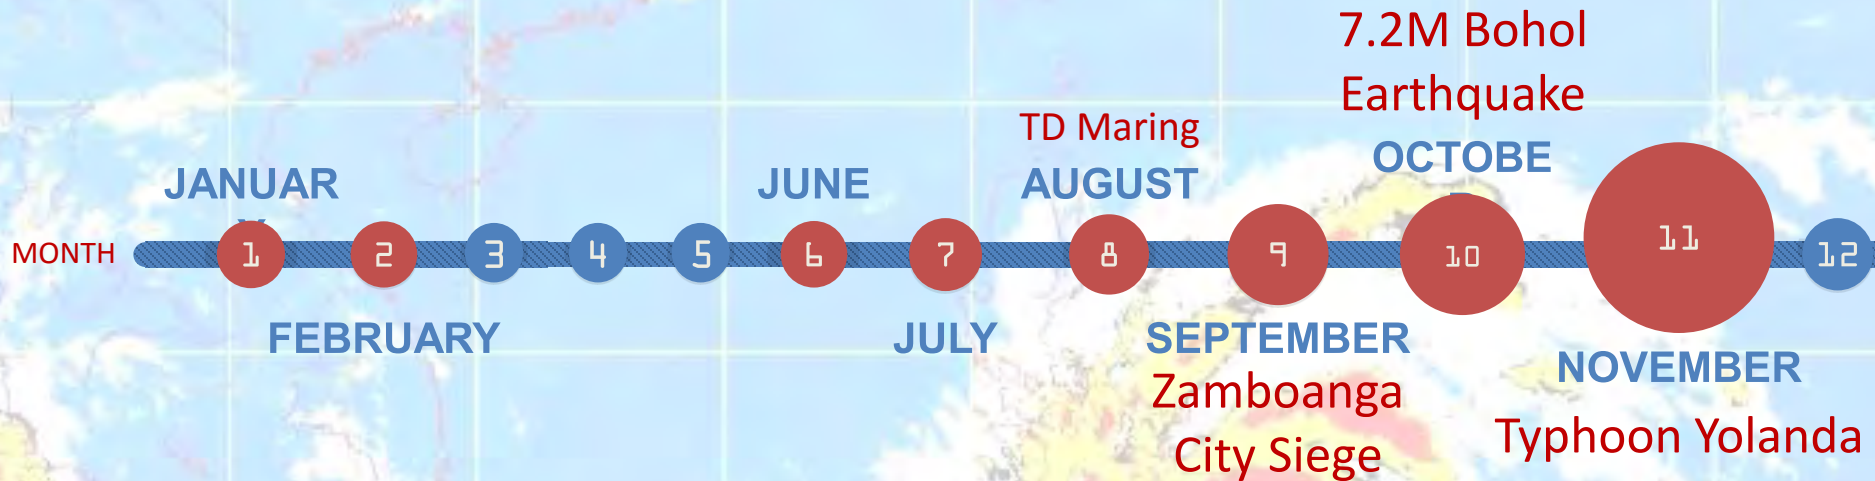 7.2M Bohol
Earthquake
TD Maring
OCTOBE
JANUAR
JUNE
AUGUST
MONTH
1
2
3
4
5
6
7
8
9
10
11
12
FEBRUARY
JULY
SEPTEMBER
NOVEMBER
Zamboanga
City Siege
Typhoon Yolanda